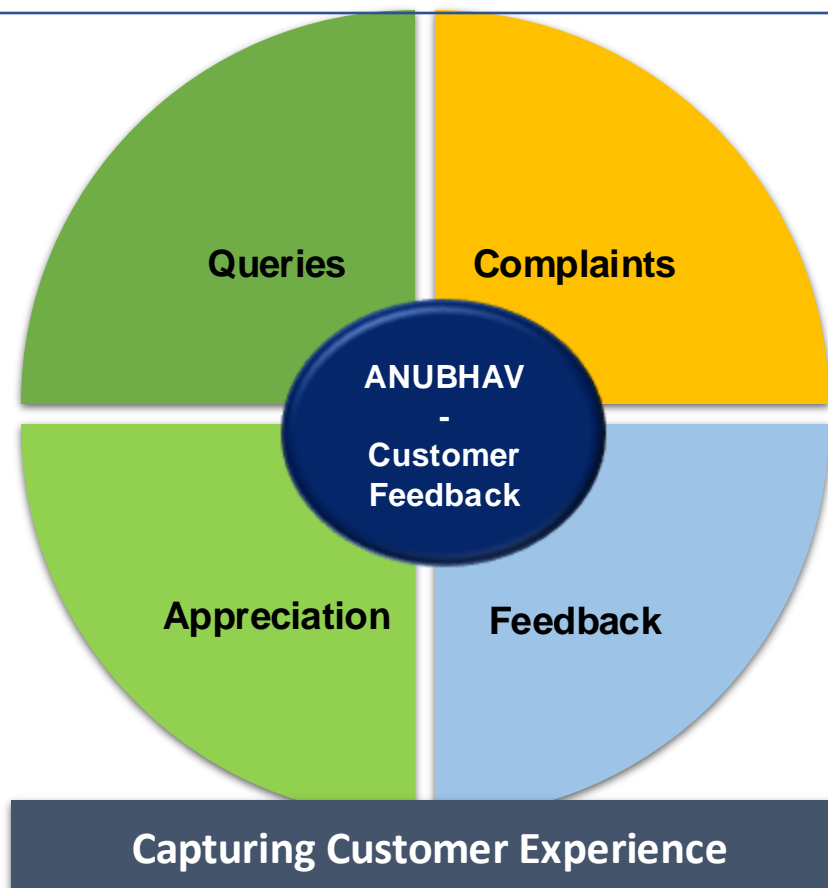 Queries
Complaints
ANUBHAV
-
Customer
Feedback
Appreciation
Feedback
Capturing Customer Experience